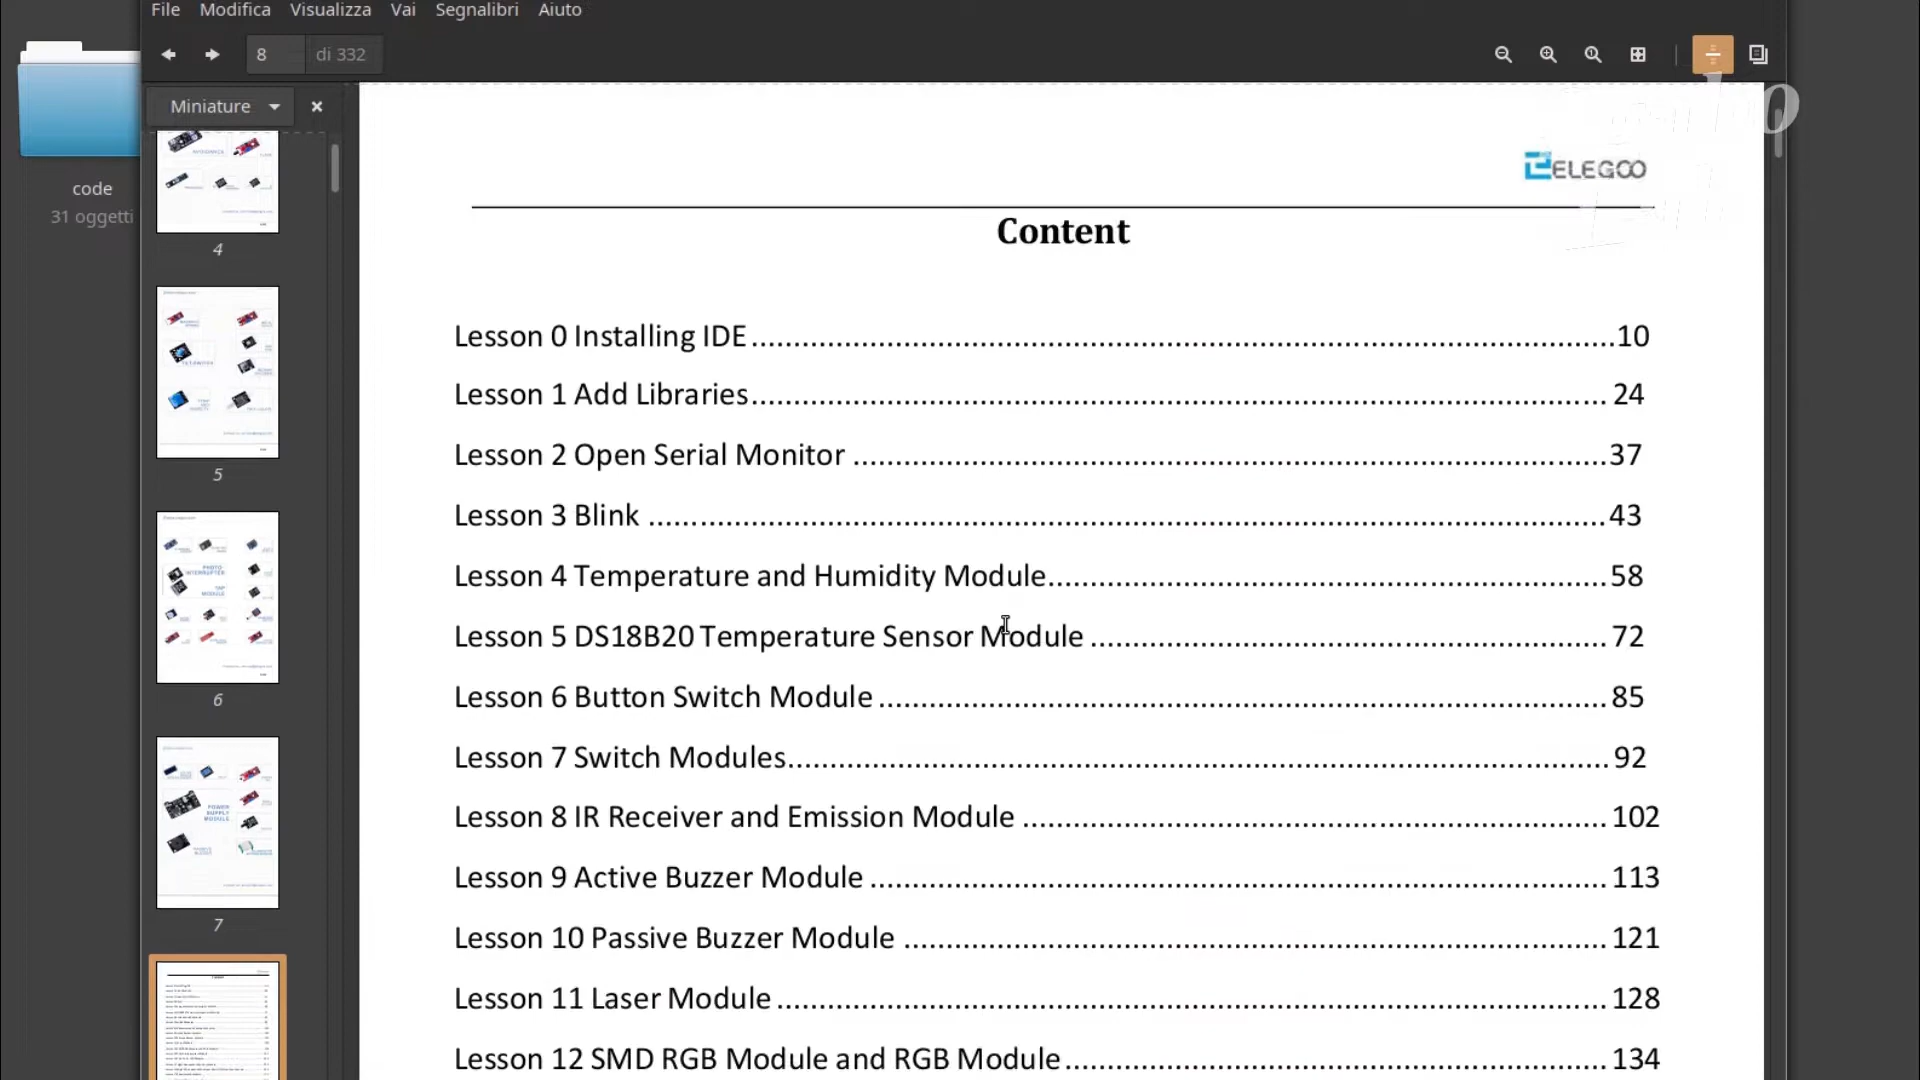 File Modifica Visualizza Vai Segnalibri Aiuto
8 di 332
Miniature
code
31 oggetti
4
5
6
7
POWER SUPPLY MODULE
ELEGOO
Content
Lesson 0 Installing IDE 10
Lesson 1 Add Libraries 24
Lesson 2 Open Serial Monitor 37
Lesson 3 Blink 43
Lesson 4 Temperature and Humidity Module 58
Lesson 5 DS18B20 Temperature Sensor Module 72
Lesson 6 Button Switch Module 85
Lesson 7 Switch Modules 92
Lesson 8 IR Receiver and Emission Module 102
Lesson 9 Active Buzzer Module 113
Lesson 10 Passive Buzzer Module 121
Lesson 11 Laser Module 128
Lesson 12 SMD RGB Module and RGB Module 134